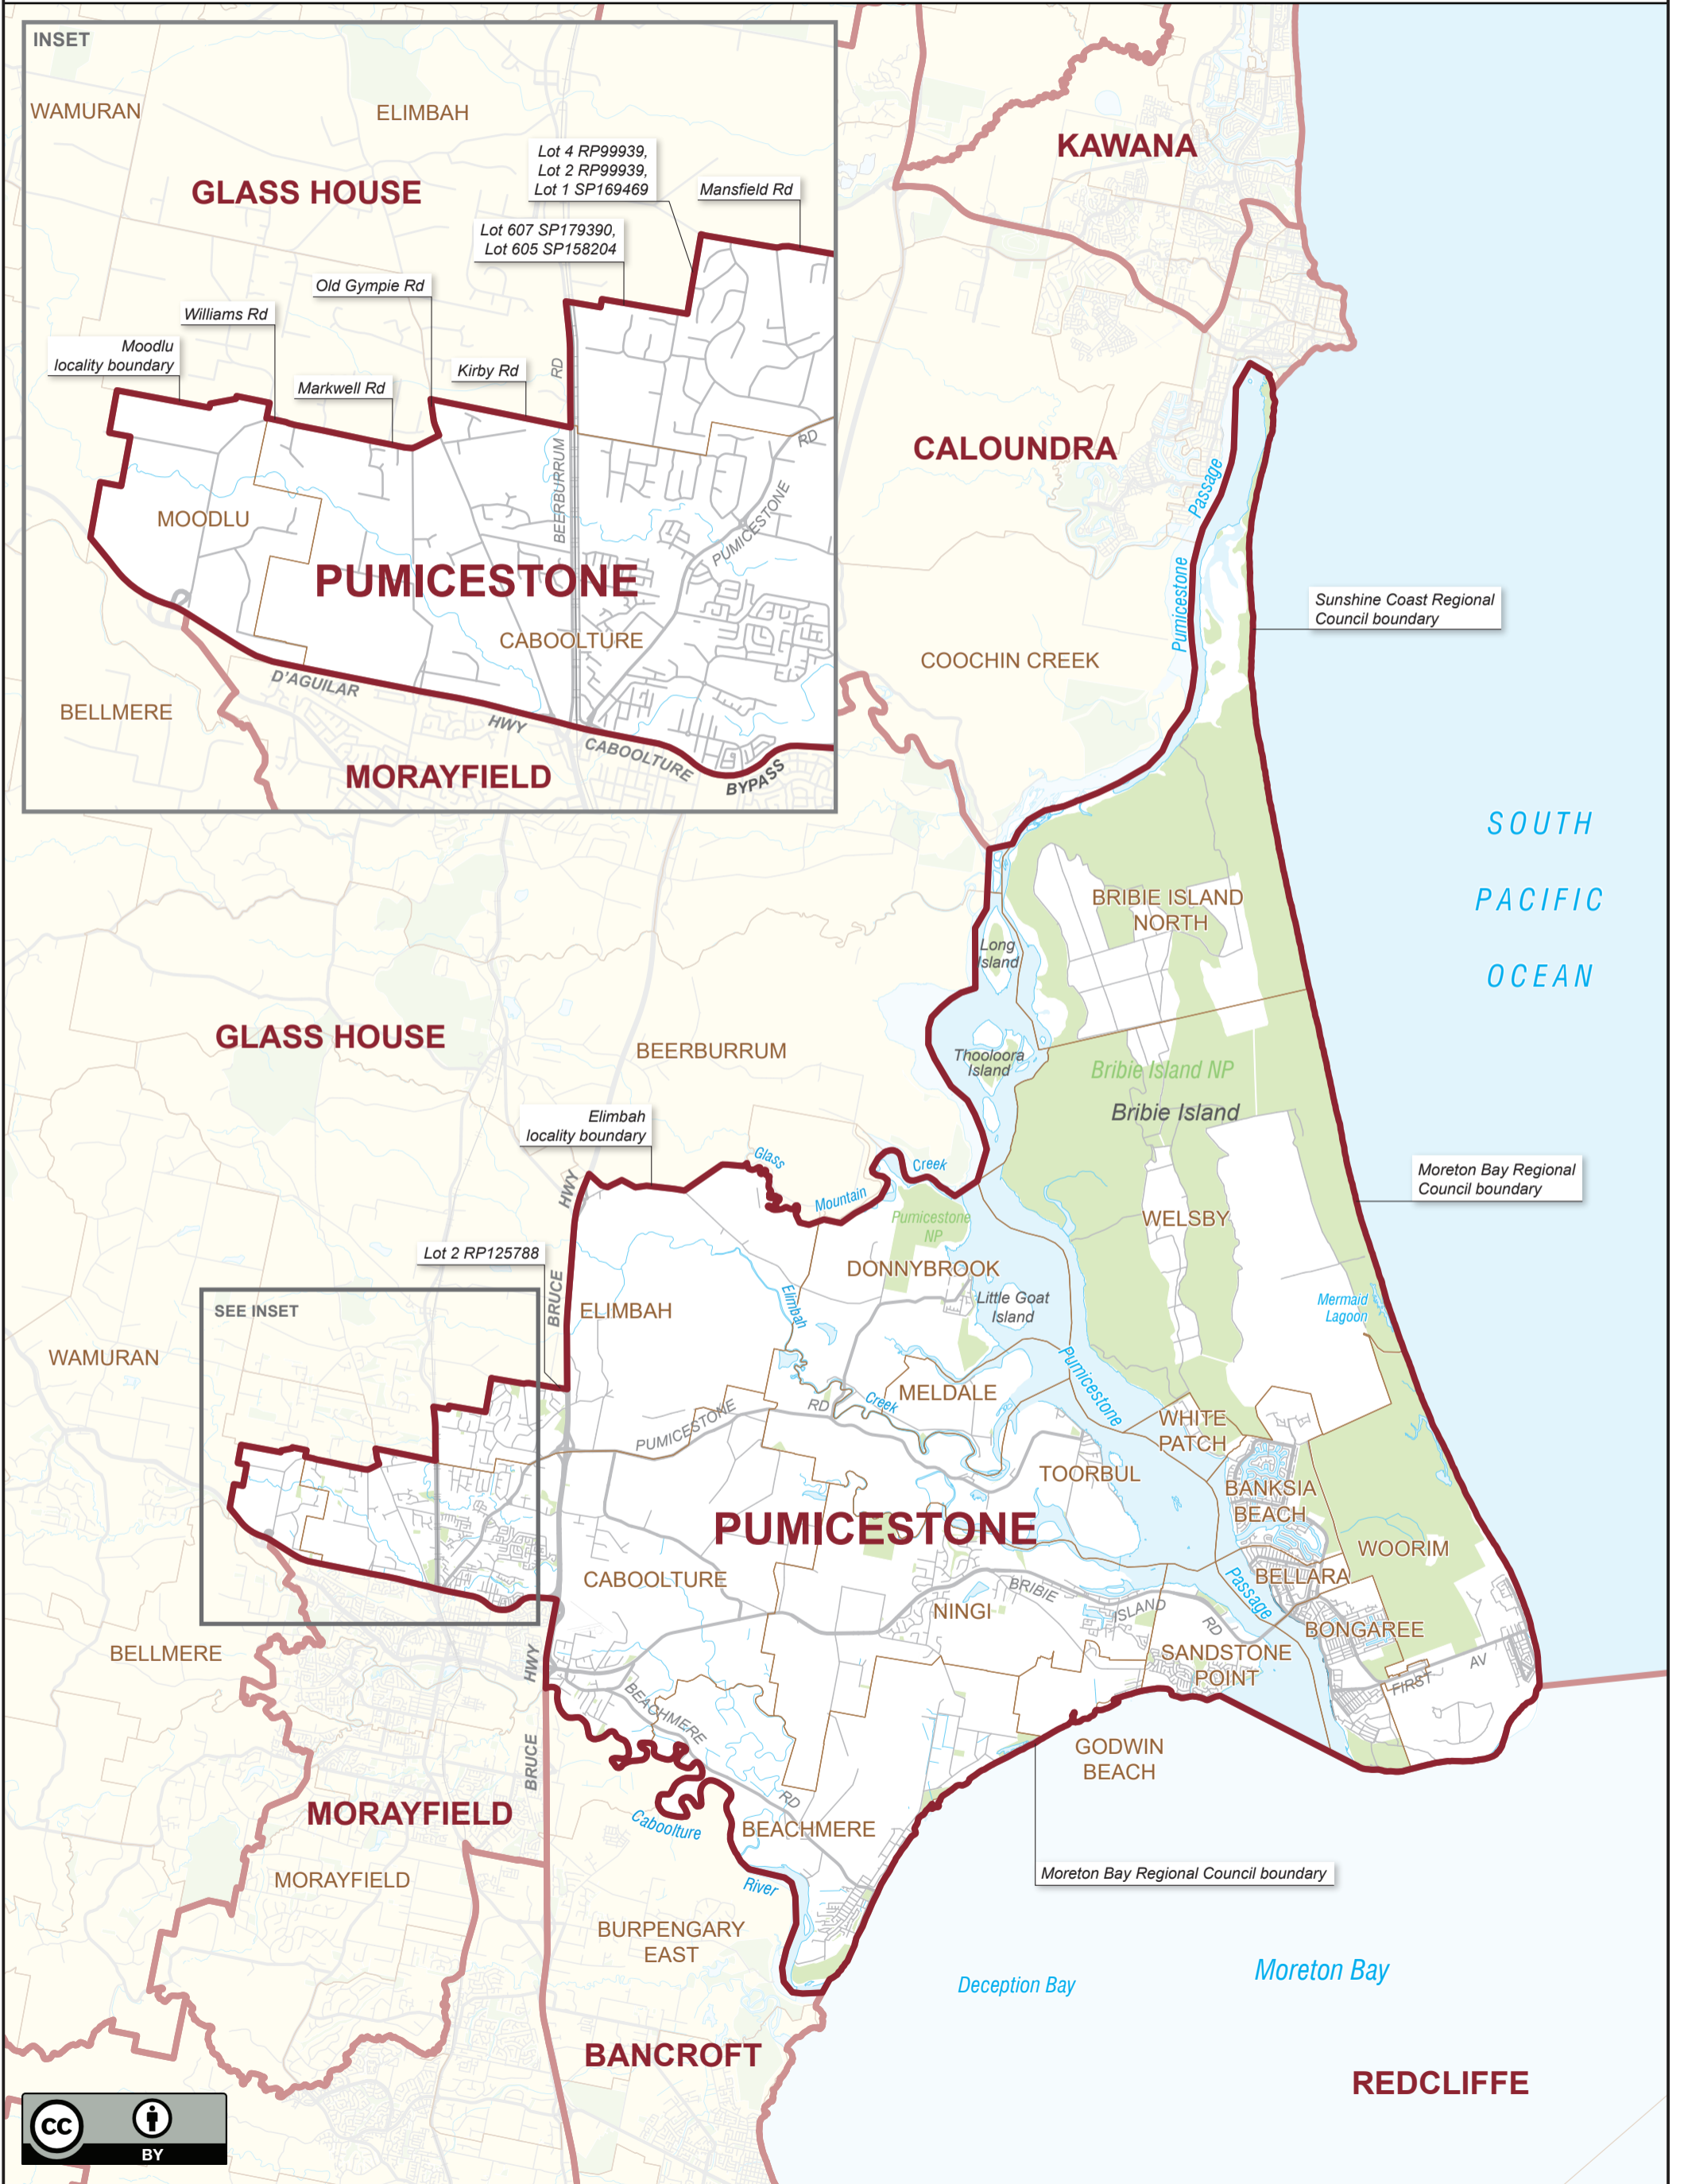 INSET
WAMURAN
ELIMBAH
GLASS HOUSE
Lot 4 RP99939,
Lot 2 RP99939,
Lot 1 SP169469
Mansfield Rd
Lot 607 SP179390,
Lot 605 SP158204
Old Gympie Rd
Williams Rd
Moodlu
locality boundary
Markwell Rd
Kirby Rd
RD
BEERBURRUM
RD
PUMICESTONE
MOODLU
PUMICESTONE
CABOOLTURE
D'AGUILAR
HWY
CABOOLTURE
BYPASS
BELLMERE
MORAYFIELD
KAWANA
CALOUNDRA
Passage
Pumicestone
Sunshine Coast Regional
Council boundary
COOCHIN CREEK
SOUTH
PACIFIC
OCEAN
BRIBIE ISLAND
NORTH
Long
Island
GLASS HOUSE
BEERBURRUM
Thooloora
Island
Bribie Island NP
Bribie Island
Elimbah
locality boundary
Glass
Mountain
Creek
HWY
Moreton Bay Regional
Council boundary
Pumicestone
NP
WELSBY
Lot 2 RP125788
DONNYBROOK
BRUCE
ELIMBAH
Elimbah
Creek
Little Goat
Island
Mermaid
Lagoon
SEE INSET
WAMURAN
MELDALE
Pumicestone
PUMICESTONE
RD
WHITE
PATCH
TOORBUL
BANKSIA
BEACH
PUMICESTONE
WOORIM
CABOOLTURE
BELLARA
Passage
BRIBIE
ISLAND
RD
NINGI
BONGAREE
BELLMERE
SANDSTONE
POINT
FIRST
AV
HWY
BEACHMERE
RD
GODWIN
BEACH
BRUCE
MORAYFIELD
Caboolture
River
BEACHMERE
MORAYFIELD
Moreton Bay Regional Council boundary
BURPENGARY
EAST
Deception Bay
Moreton Bay
BANCROFT
REDCLIFFE
CC
BY